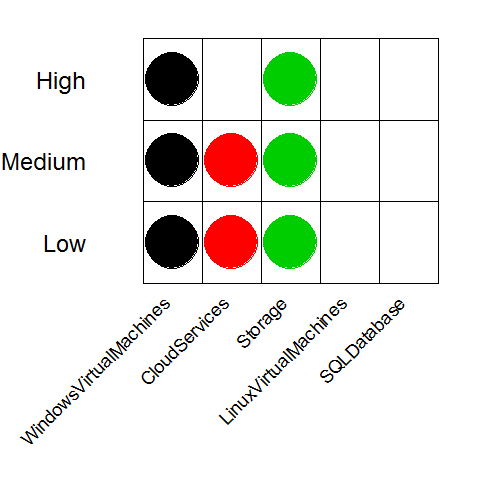 High
Medium
Low
WindowsVirtualMachines
CloudServices
Storage
LinuxVirtualMachines
SQLDatabase